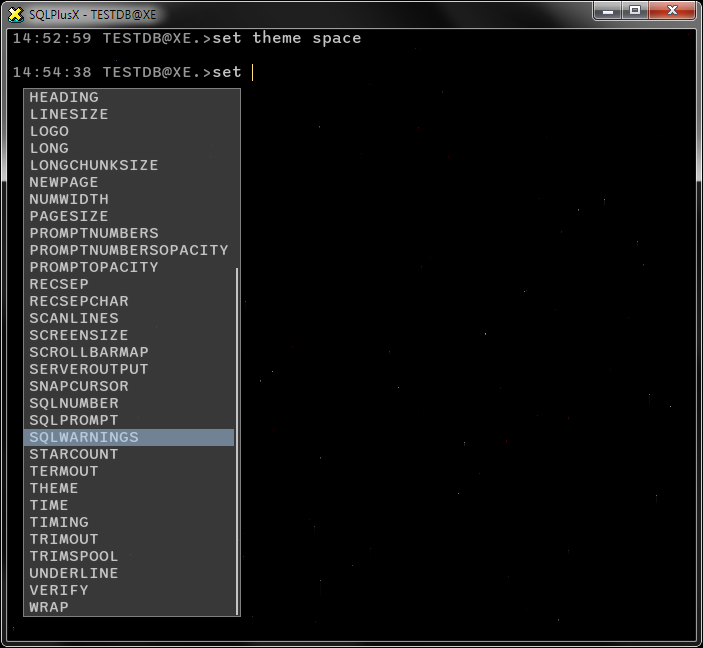 SQLPlusX - TESTDB@XE
14:52:59 TESTDB@XE.>set theme space
14:54:38 TESTDB@XE.>set
HEADING
LINESIZE
LOGO
LONG
LONGCHUNKSIZE
NEWPAGE
NUMWIDTH
PAGESIZE
PROMPTNUMBERS
PROMPTNUMBERSOPACITY
PROMPTOPACITY
RECSEP
RECSEPCHAR
SCANLINES
SCREENSIZE
SCROLLBARMAP
SERVEROUTPUT
SNAPCURSOR
SQLNUMBER
SQLPROMPT
SQLWARNINGS
STARCOUNT
TERMOUT
THEME
TIME
TIMING
TRIMOUT
TRIMSPOOL
UNDERLINE
VERIFY
WRAP